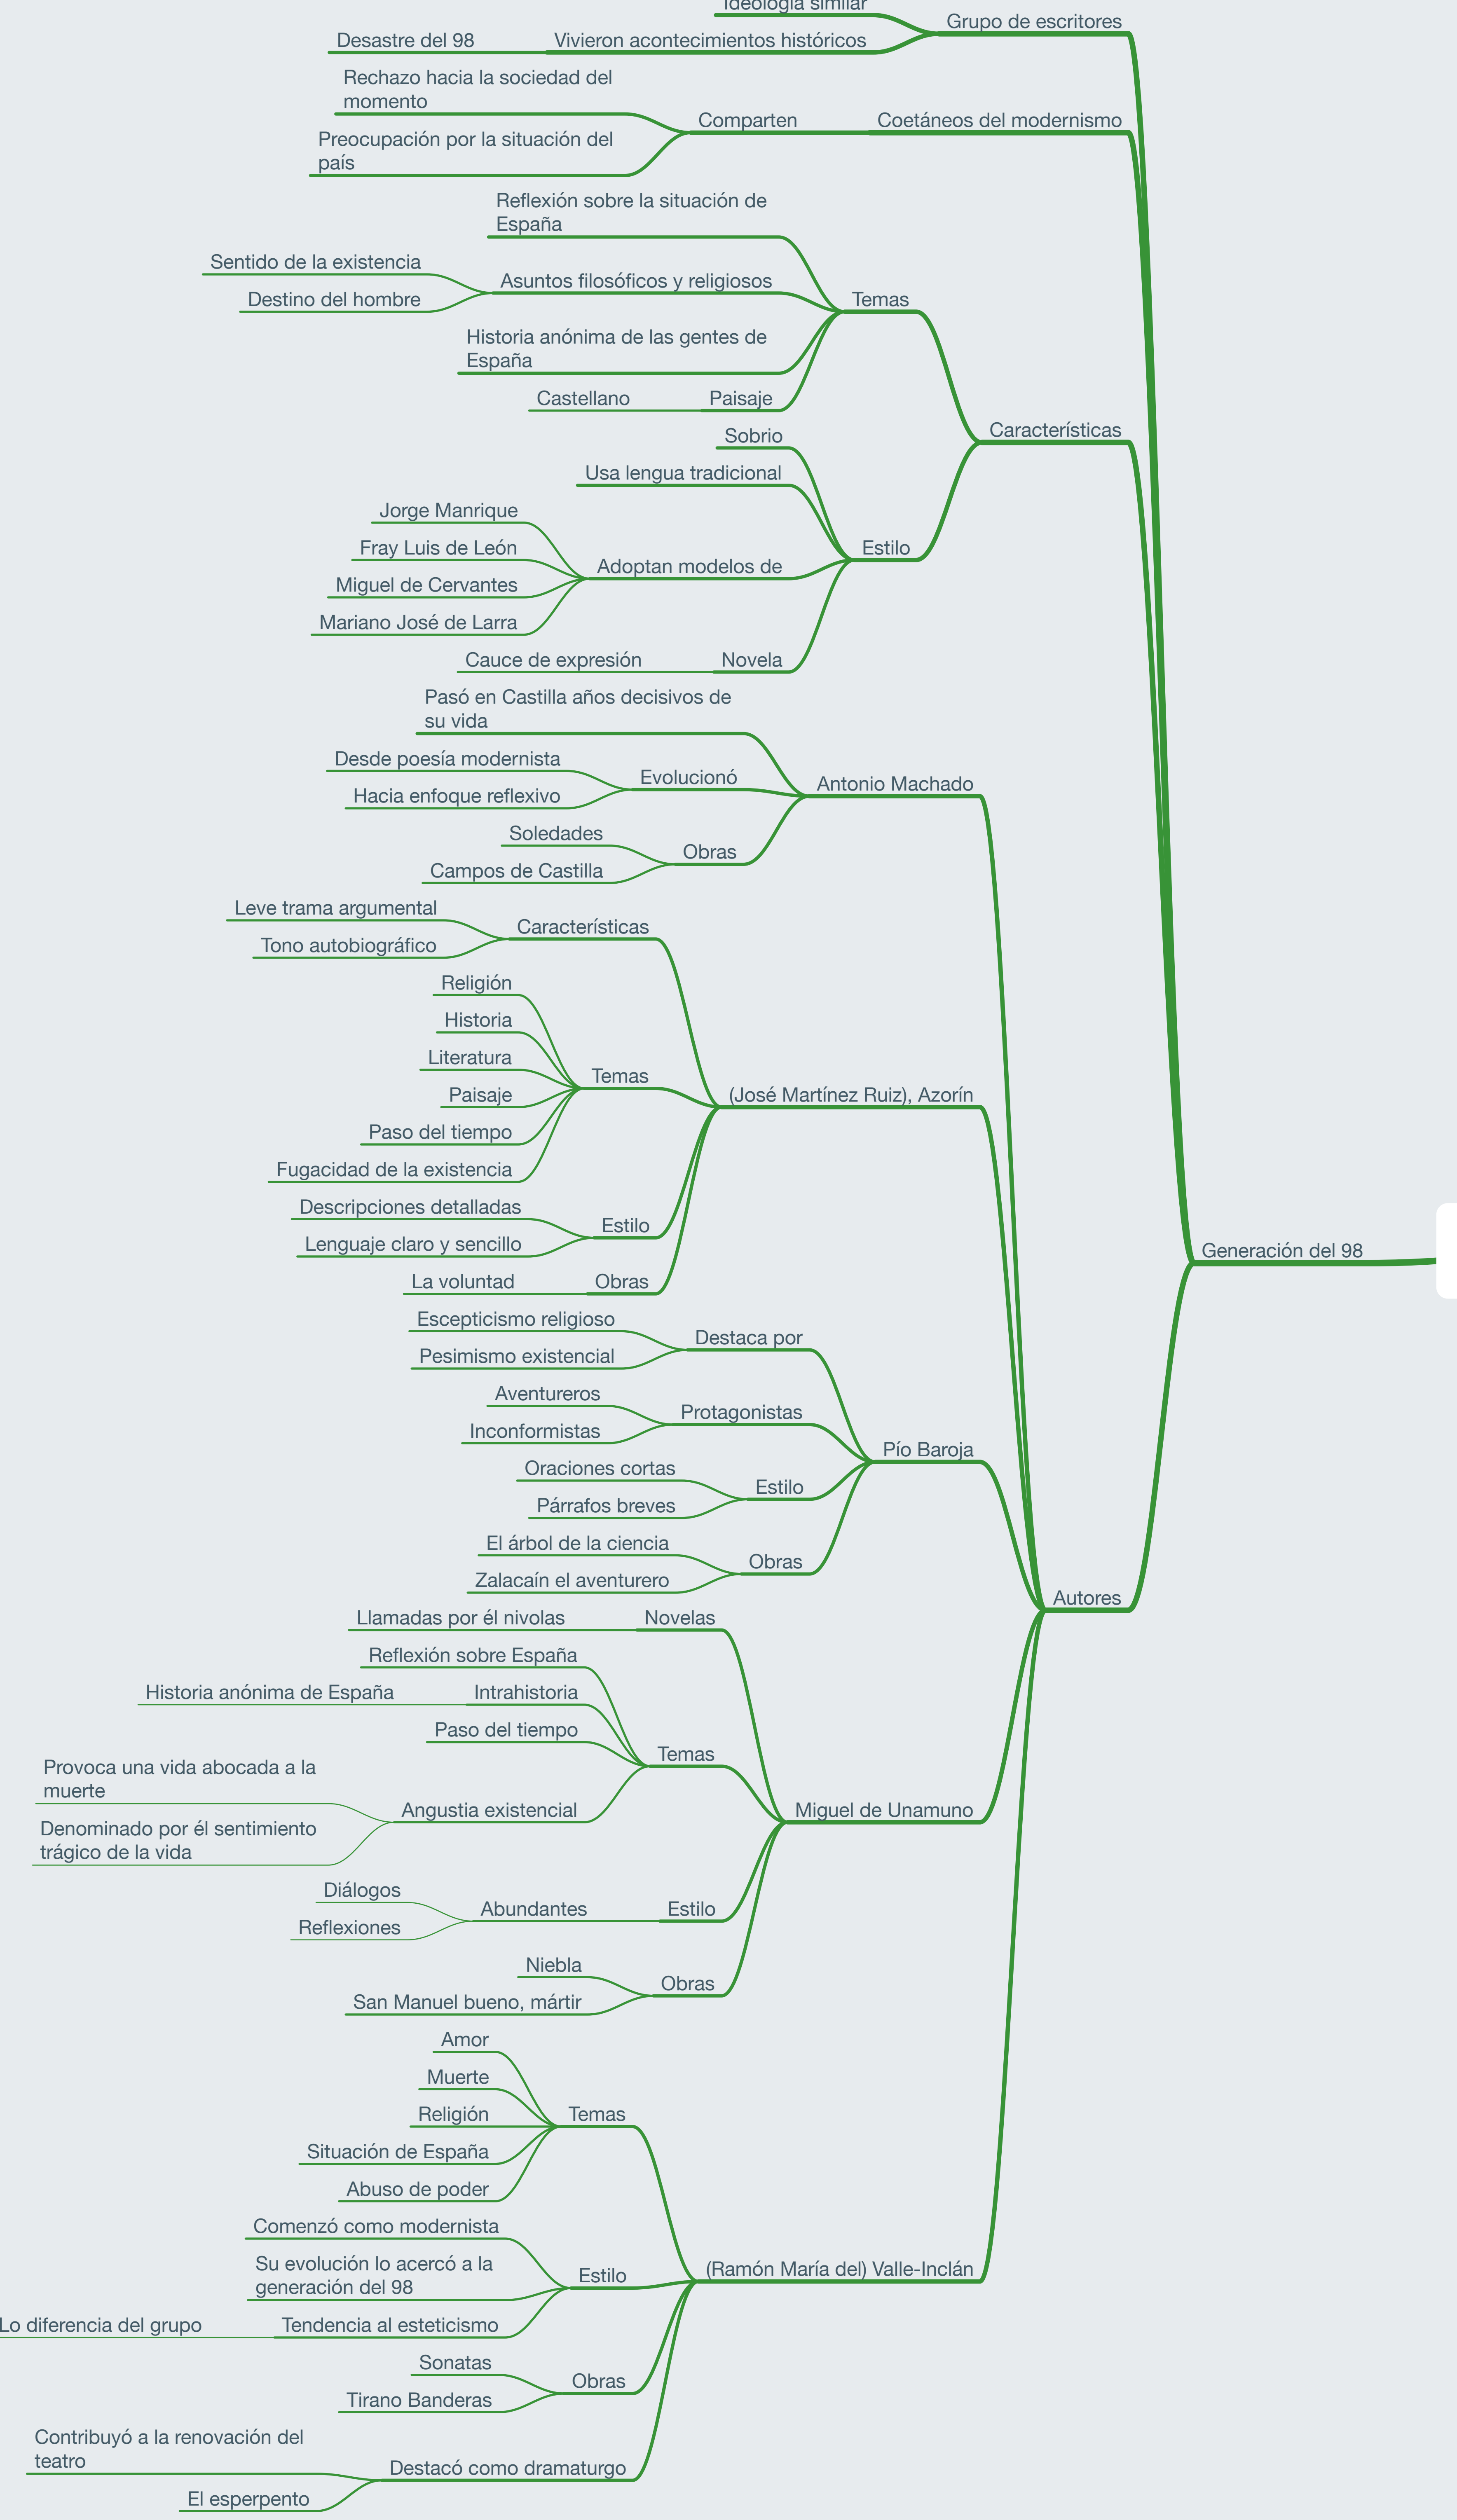 Ideología similar
Grupo de escritores
Desastre del 98
Vivieron acontecimientos históricos
Rechazo hacia la sociedad del
momento
Comparten
Coetáneos del modernismo
Preocupación por la situación del
país
Reflexión sobre la situación de
España
Sentido de la existencia
Asuntos filosóficos y religiosos
Destino del hombre
Temas
Historia anónima de las gentes de
España
Castellano
Paisaje
Características
Sobrio
Usa lengua tradicional
Jorge Manrique
Fray Luis de León
Estilo
Adoptan modelos de
Miguel de Cervantes
Mariano José de Larra
Cauce de expresión
Novela
Pasó en Castilla años decisivos de
su vida
Desde poesía modernista
Evolucionó
Antonio Machado
Hacia enfoque reflexivo
Soledades
Obras
Campos de Castilla
Leve trama argumental
Características
Tono autobiográfico
Religión
Historia
Literatura
Temas
(José Martínez Ruiz), Azorín
Paisaje
Paso del tiempo
Fugacidad de la existencia
Descripciones detalladas
Estilo
Lenguaje claro y sencillo
La voluntad
Obras
Generación del 98
Escepticismo religioso
Destaca por
Pesimismo existencial
Aventureros
Protagonistas
Inconformistas
Pío Baroja
Oraciones cortas
Estilo
Párrafos breves
El árbol de la ciencia
Obras
Zalacaín el aventurero
Autores
Llamadas por él nivolas
Novelas
Reflexión sobre España
Historia anónima de España
Intrahistoria
Paso del tiempo
Temas
Provoca una vida abocada a la
muerte
Angustia existencial
Miguel de Unamuno
Denominado por él sentimiento
trágico de la vida
Diálogos
Abundantes
Estilo
Reflexiones
Niebla
Obras
San Manuel bueno, mártir
Amor
Muerte
Religión
Temas
Situación de España
Abuso de poder
Comenzó como modernista
Su evolución lo acercó a la
generación del 98
Estilo
(Ramón María del) Valle-Inclán
Lo diferencia del grupo
Tendencia al esteticismo
Sonatas
Obras
Tirano Banderas
Contribuyó a la renovación del
teatro
Destacó como dramaturgo
El esperpento